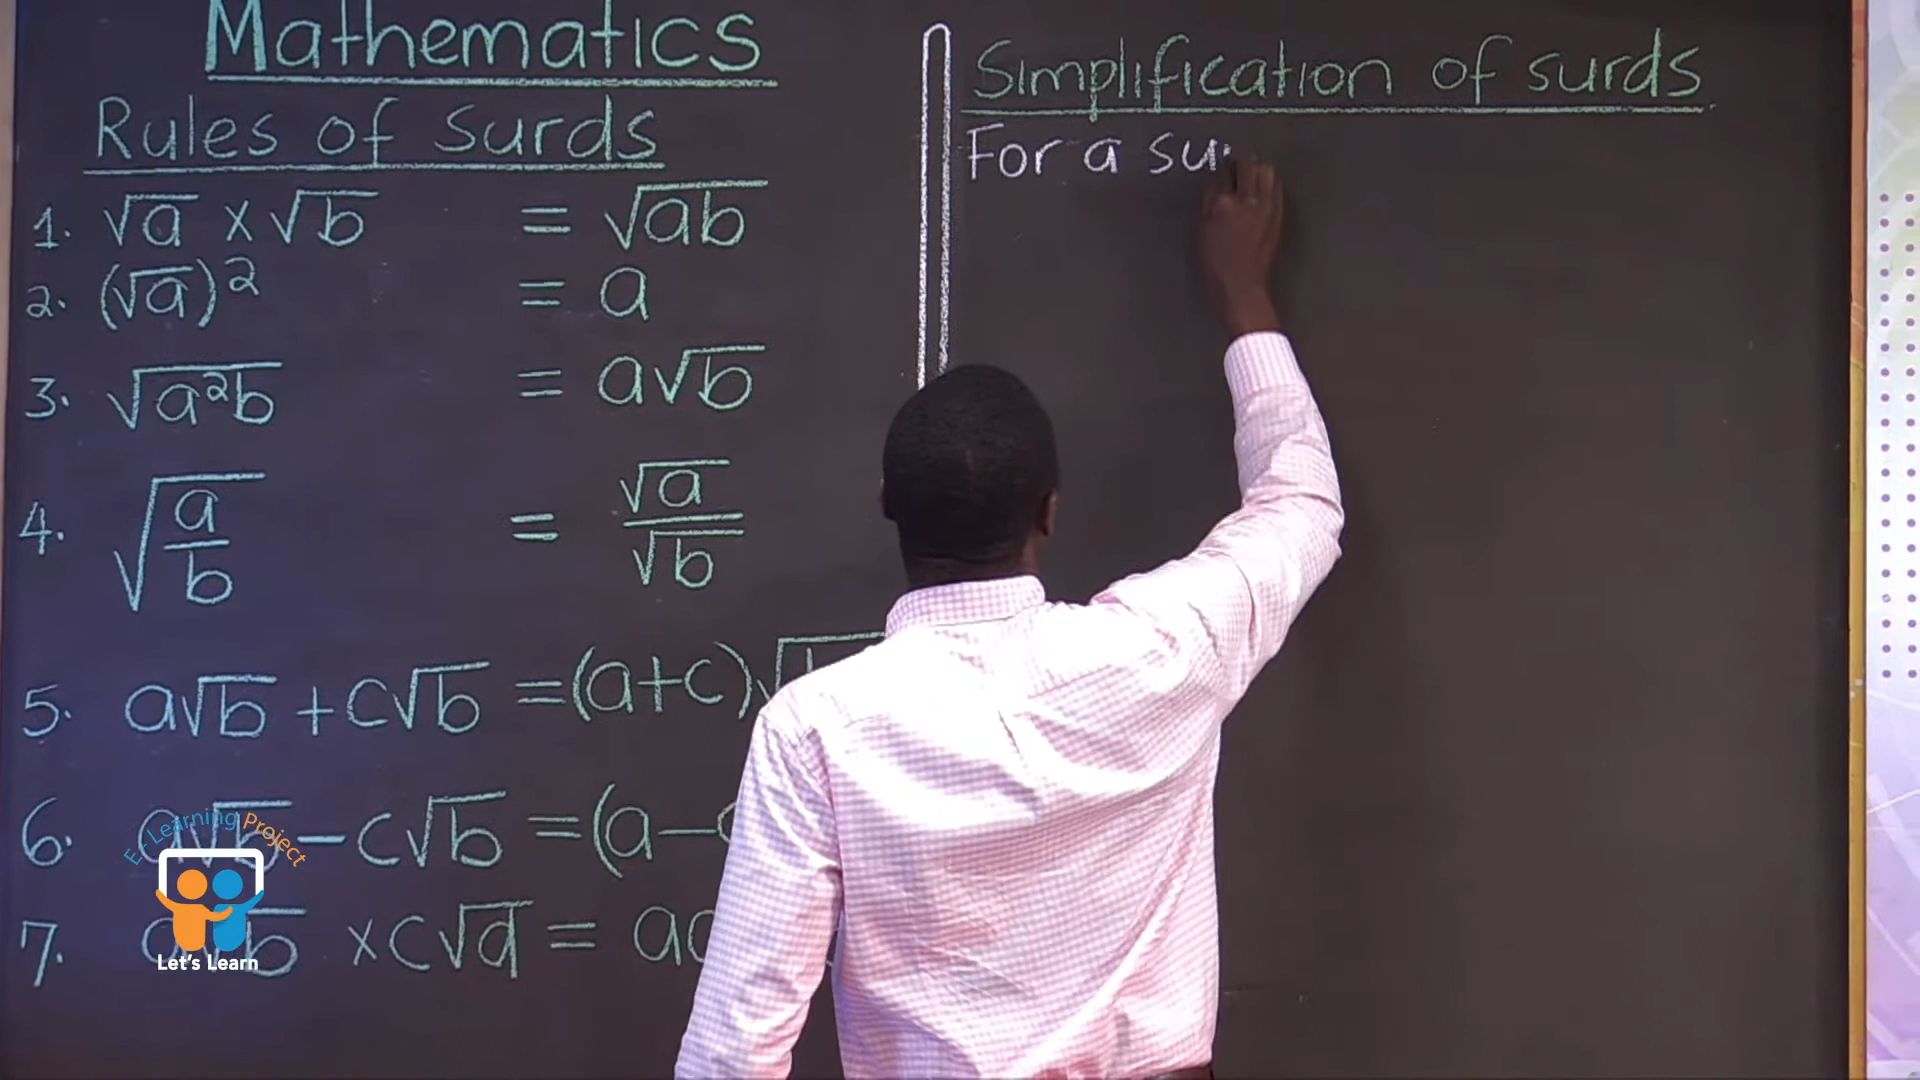 Mathematics
Rules of Surds
1. √a x √b = √ab
2. (√a)² = a
3. √a²b = a√b
4. √a/b = √a/√b
5. a√b + c√b = (a+c)√
6. a√b - c√b = (a-
7. a√b x c√d =
Simplification of surds
For a su
E-Learning Project
Let's Learn